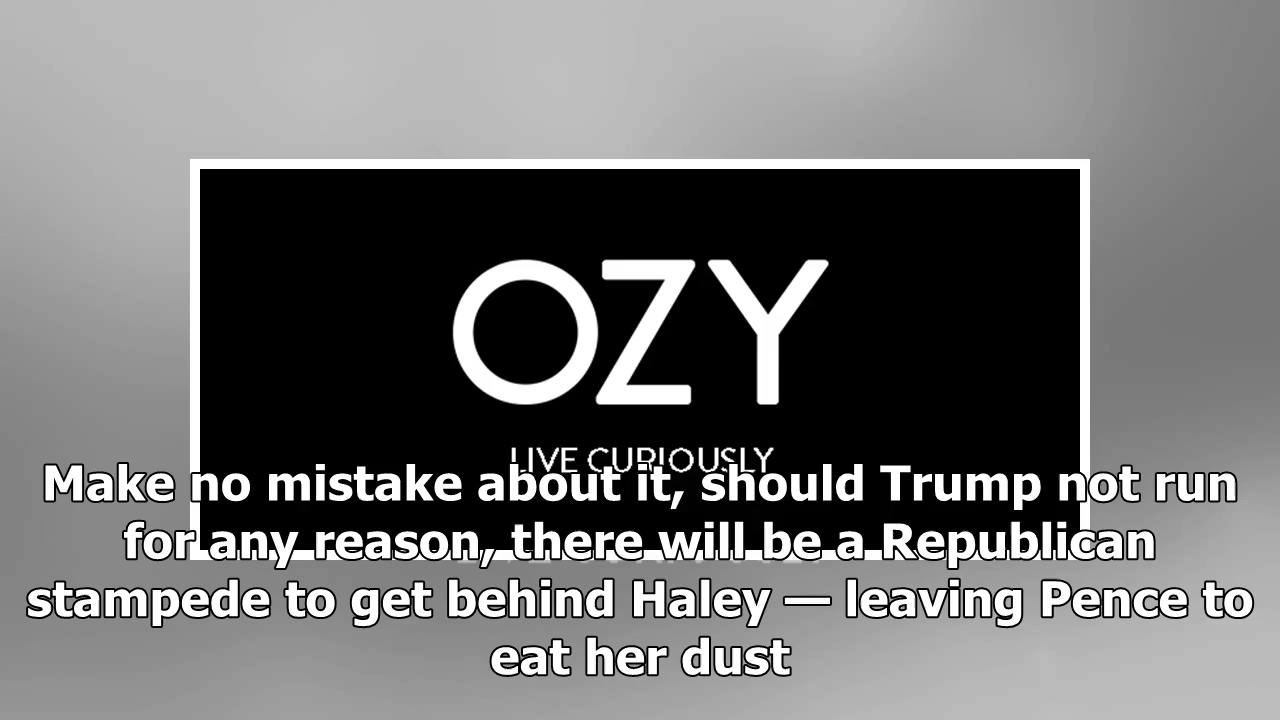 OZY
LIVE CURIOUSLY
Make no mistake about it, should Trump not run
for any reason, there will be a Republican
stampede to get behind Haley — leaving Pence to
eat her dust